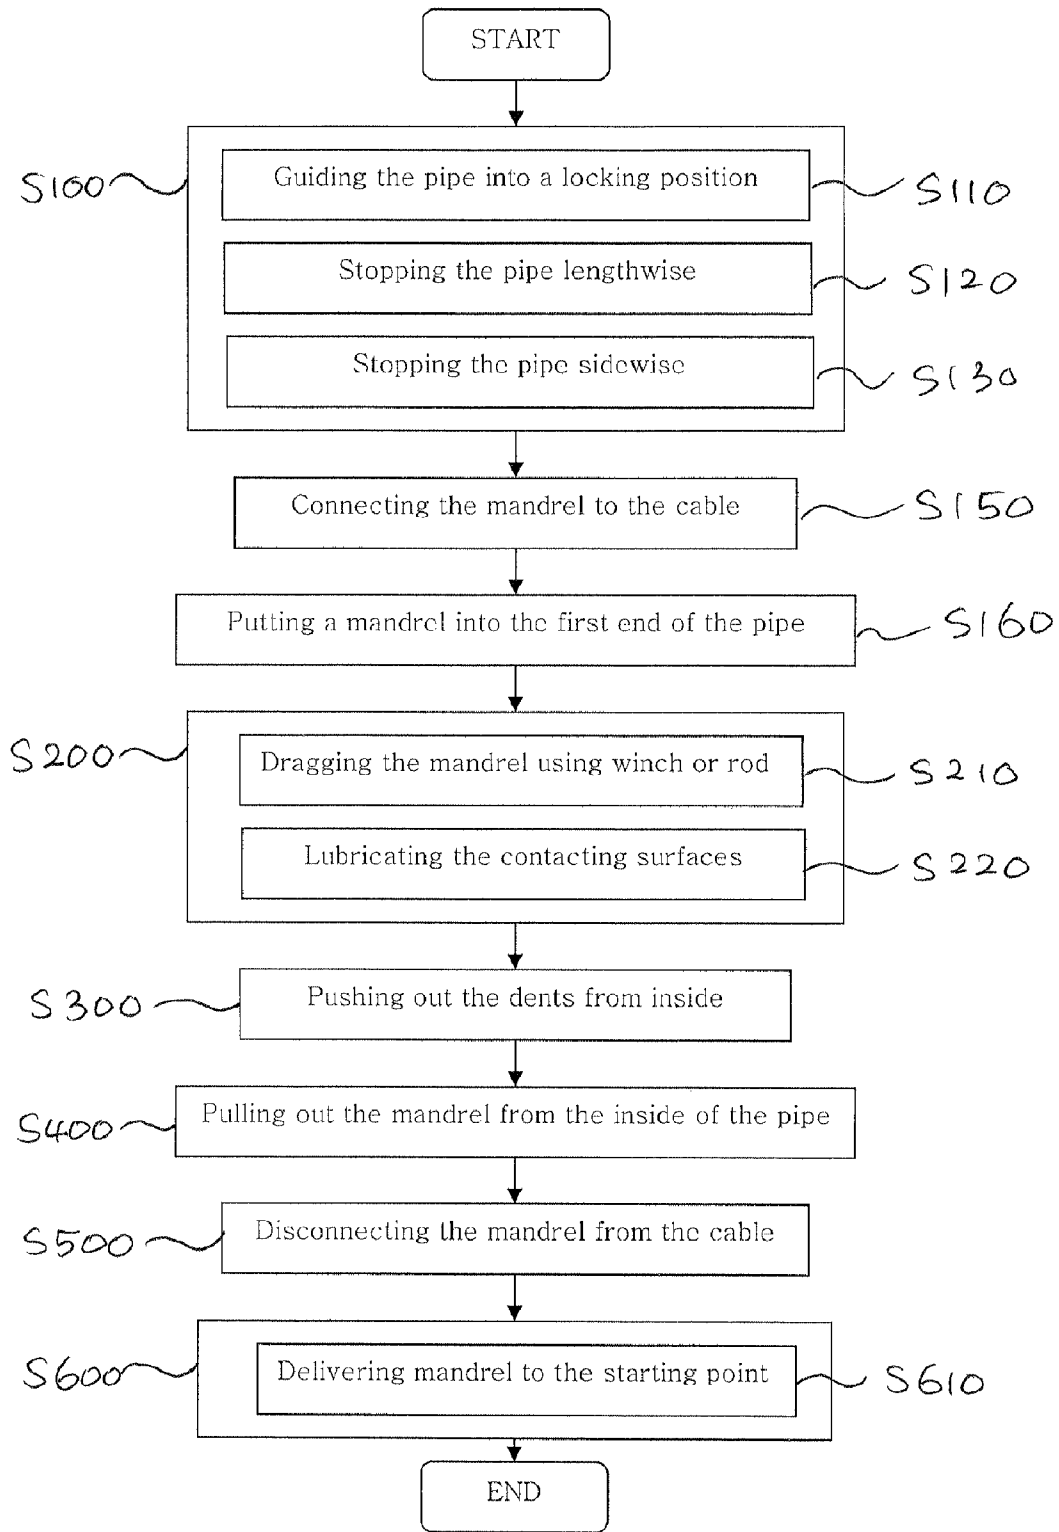 START
S100
Guiding the pipe into a locking position
S110
Stopping the pipe lengthwise
S120
Stopping the pipe sidewise
S130
Connecting the mandrel to the cable
S150
Putting a mandrel into the first end of the pipe
S160
S200
Dragging the mandrel using winch or rod
S210
Lubricating the contacting surfaces
S220
S300
Pushing out the dents from inside
S400
Pulling out the mandrel from the inside of the pipe
S500
Disconnecting the mandrel from the cable
S600
Delivering mandrel to the starting point
S610
END